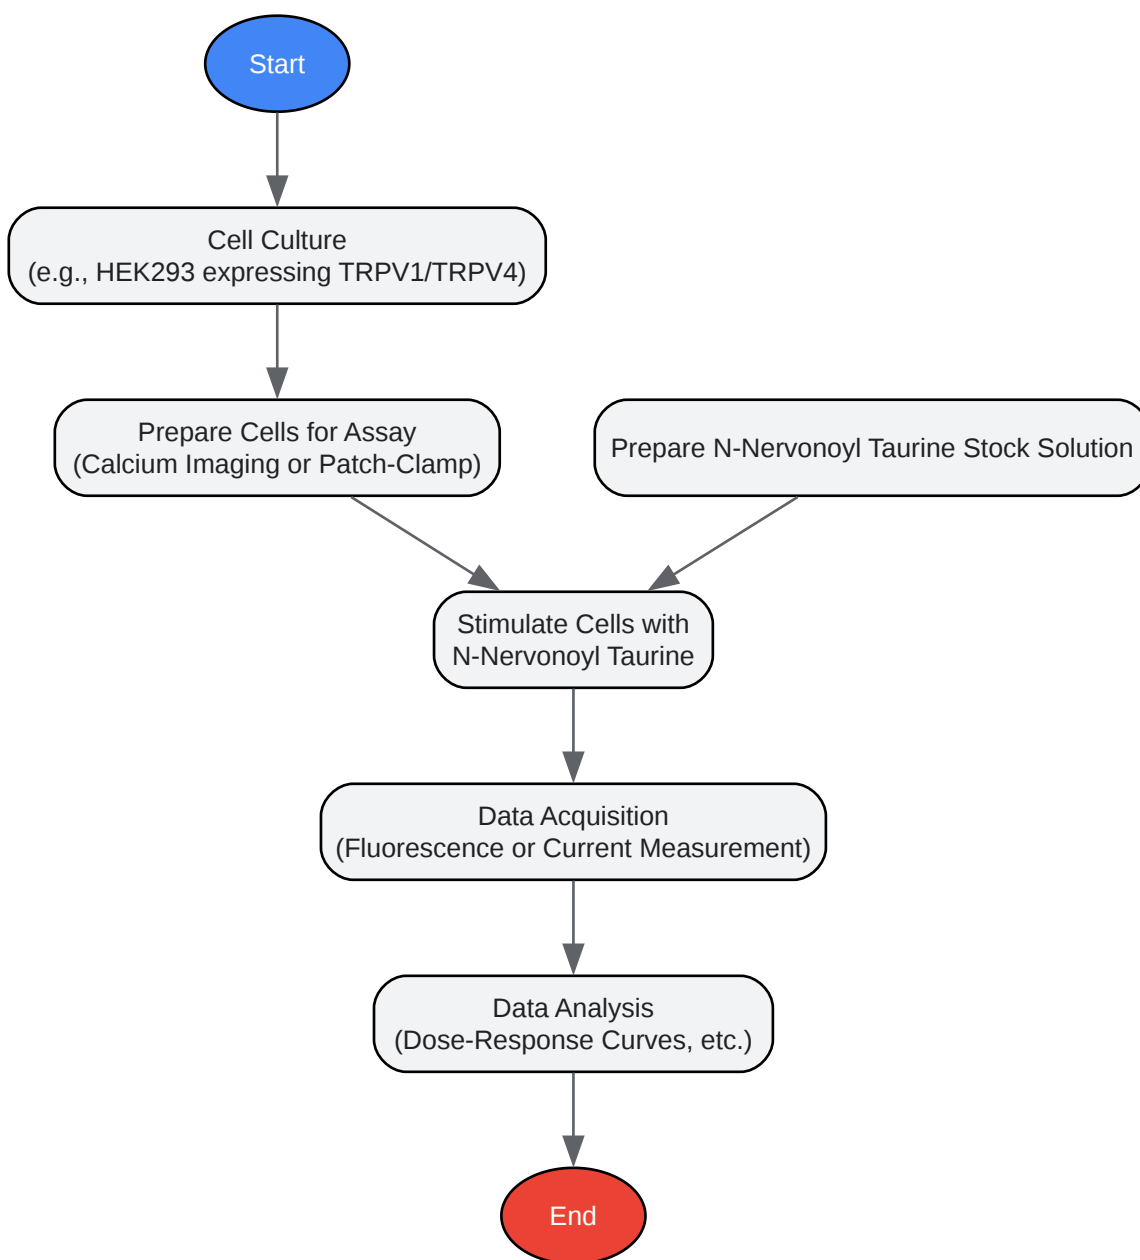 Start
Cell Culture
(e.g., HEK293 expressing TRPV1/TRPV4)
Prepare Cells for Assay
(Calcium Imaging or Patch-Clamp)
Prepare N-Nervonoyl Taurine Stock Solution
Stimulate Cells with
N-Nervonoyl Taurine
Data Acquisition
(Fluorescence or Current Measurement)
Data Analysis
(Dose-Response Curves, etc.)
End